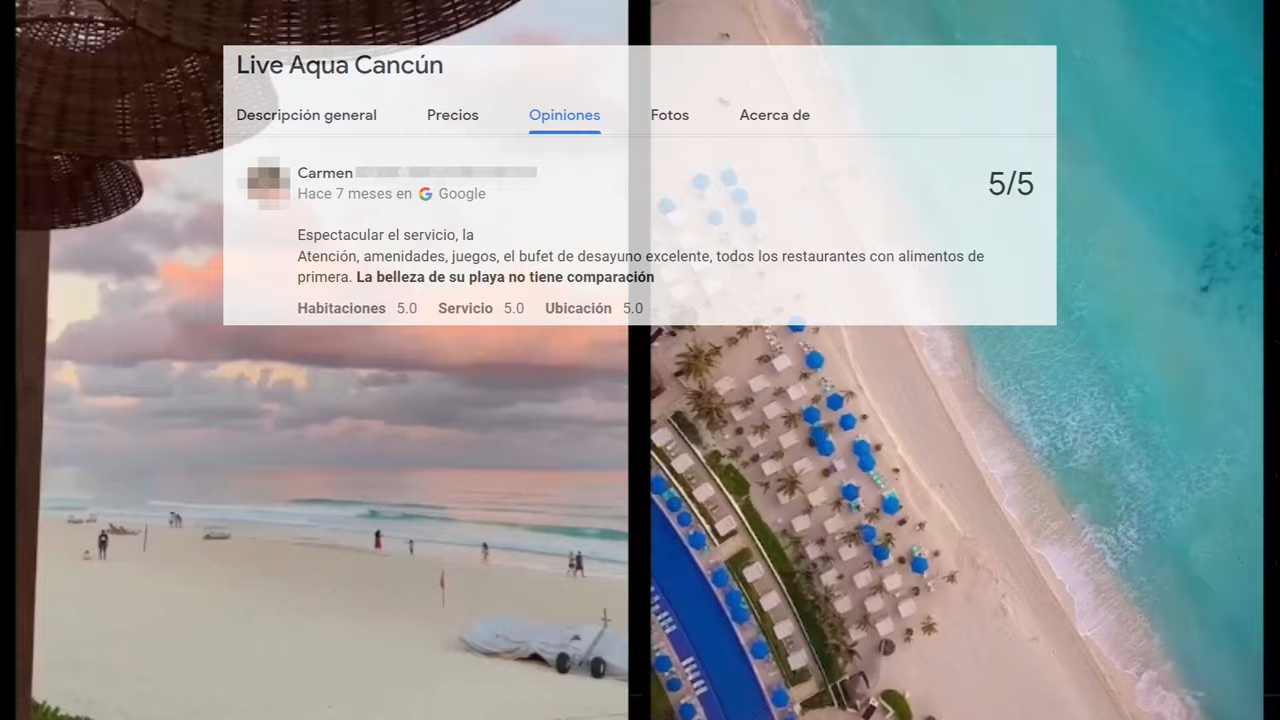 Live Aqua Cancún
Descripción general Precios Opiniones Fotos Acerca de
Carmen
Hace 7 meses en Google
5/5
Espectacular el servicio, la
Atención, amenidades, juegos, el bufet de desayuno excelente, todos los restaurantes con alimentos de
primera. La belleza de su playa no tiene comparación
Habitaciones 5.0 Servicio 5.0 Ubicación 5.0